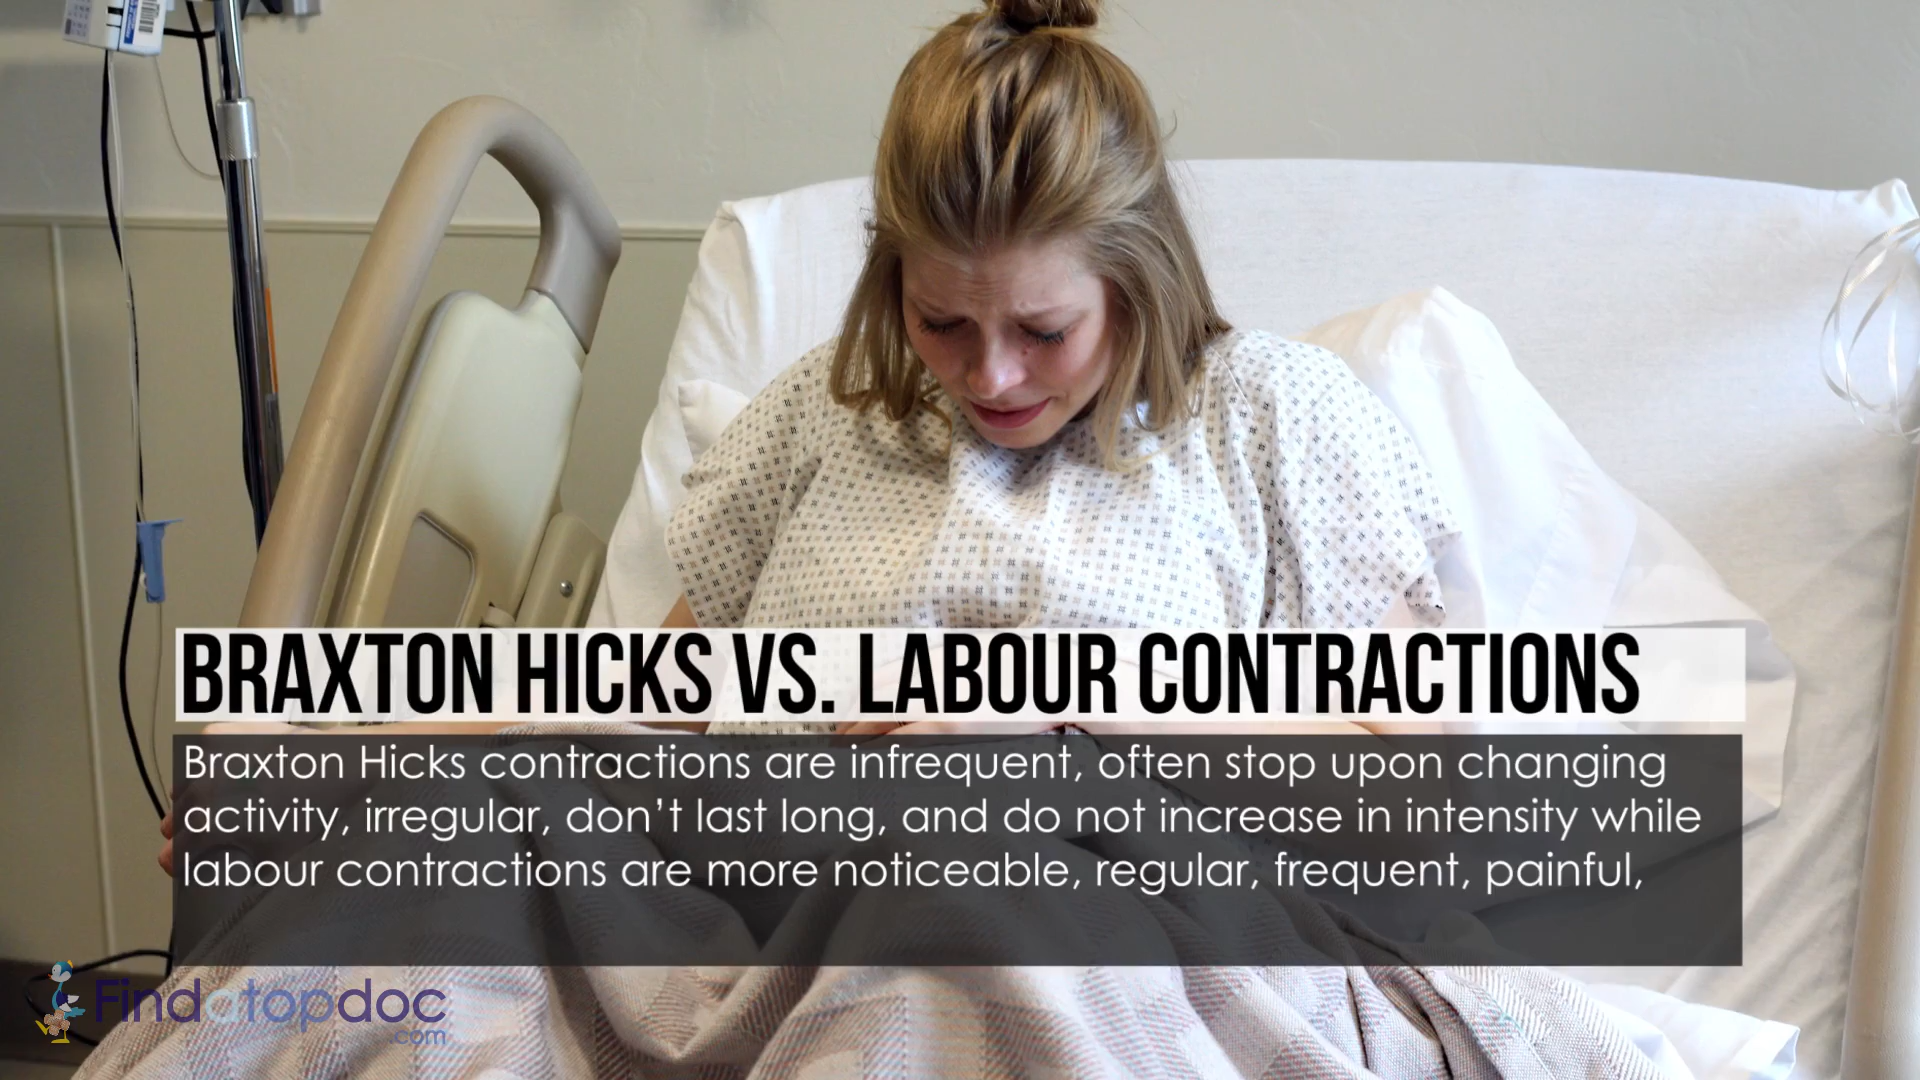 BRAXTON HICKS VS. LABOUR CONTRACTIONS
Braxton Hicks contractions are infrequent, often stop upon changing
activity, irregular, don’t last long, and do not increase in intensity while
labour contractions are more noticeable, regular, frequent, painful,
Findatopdoc
.com